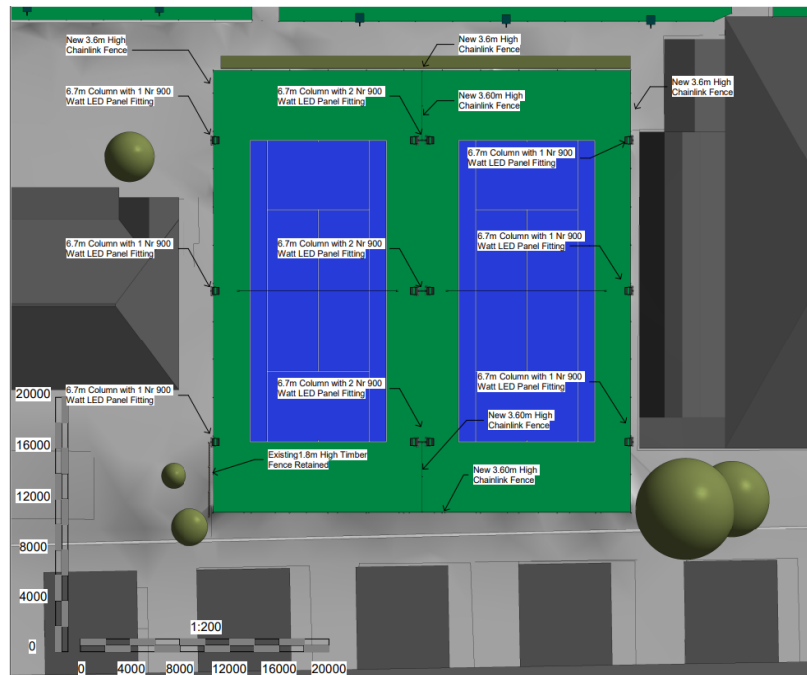 New 3.6m High
Chainlink Fence
New 3.6m High
Chainlink Fence
New 3.6m High
Chainlink Fence
6.7m Column with 1 Nr 900
Watt LED Panel Fitting
6.7m Column with 2 Nr 900
Watt LED Panel Fitting
New 3.60m High
Chainlink Fence
6.7m Column with 1 Nr 900
Watt LED Panel Fitting
6.7m Column with 1 Nr 900
Watt LED Panel Fitting
6.7m Column with 2 Nr 900
Watt LED Panel Fitting
6.7m Column with 1 Nr 900
Watt LED Panel Fitting
6.7m Column with 1 Nr 900
Watt LED Panel Fitting
6.7m Column with 2 Nr 900
Watt LED Panel Fitting
6.7m Column with 1 Nr 900
Watt LED Panel Fitting
New 3.60m High
Chainlink Fence
Existing1.8m High Timber
Fence Retained
New 3.60m High
Chainlink Fence
20000
16000
12000
8000
4000
0
1:200
0 4000 8000 12000 16000 20000